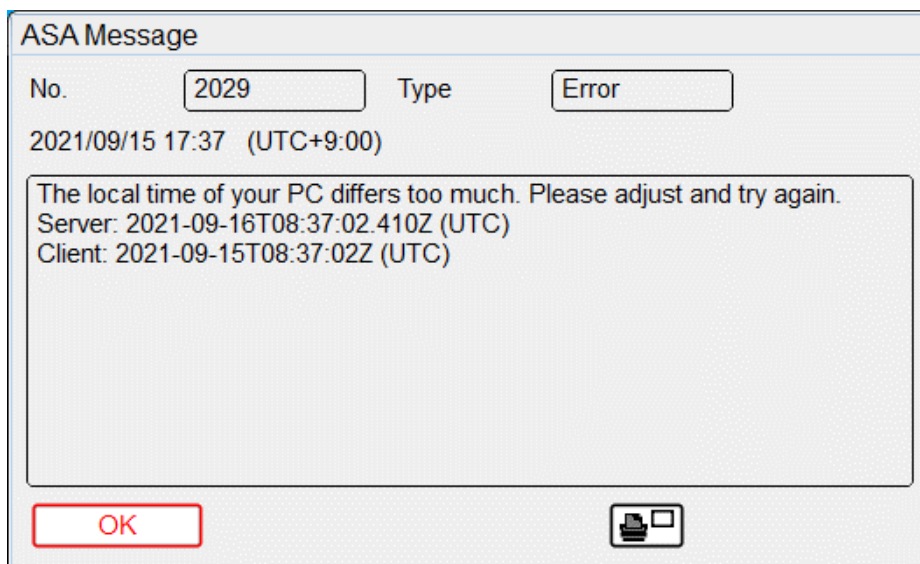 ASA Message
No. 2029 Type Error
2021/09/15 17:37 (UTC+9:00)
The local time of your PC differs too much. Please adjust and try again.
Server: 2021-09-16T08:37:02.410Z (UTC)
Client: 2021-09-15T08:37:02Z (UTC)
OK